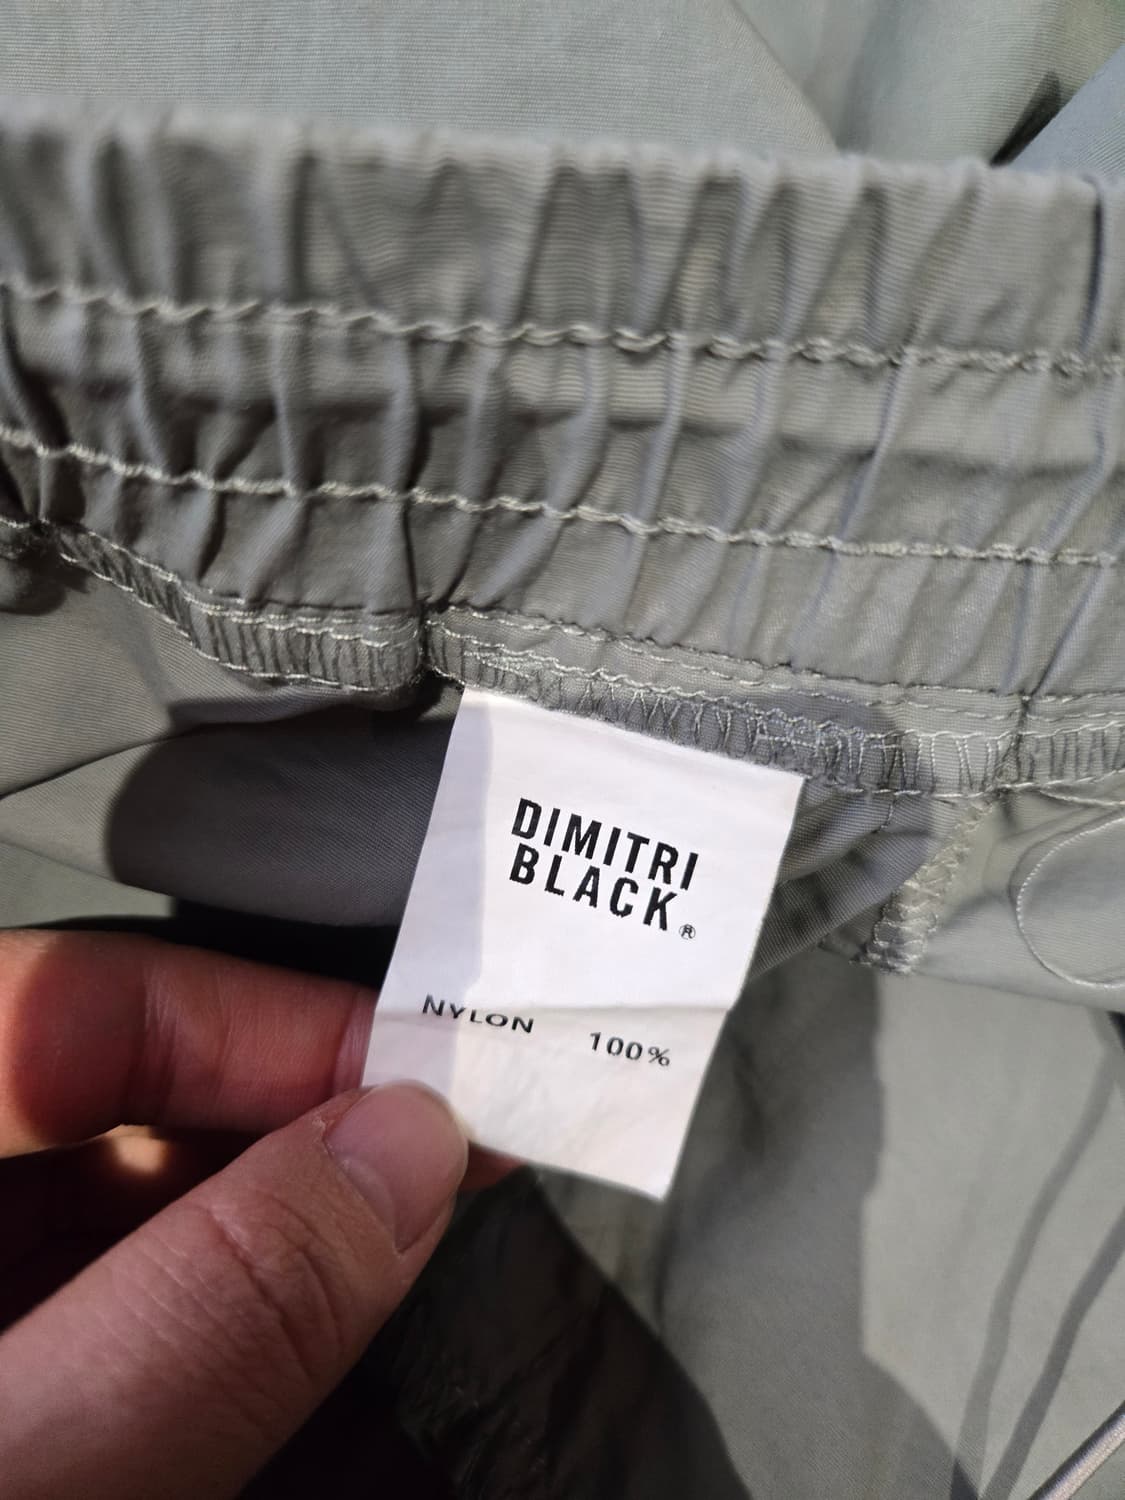 DIMITRI
BLACK®
NYLON 100%